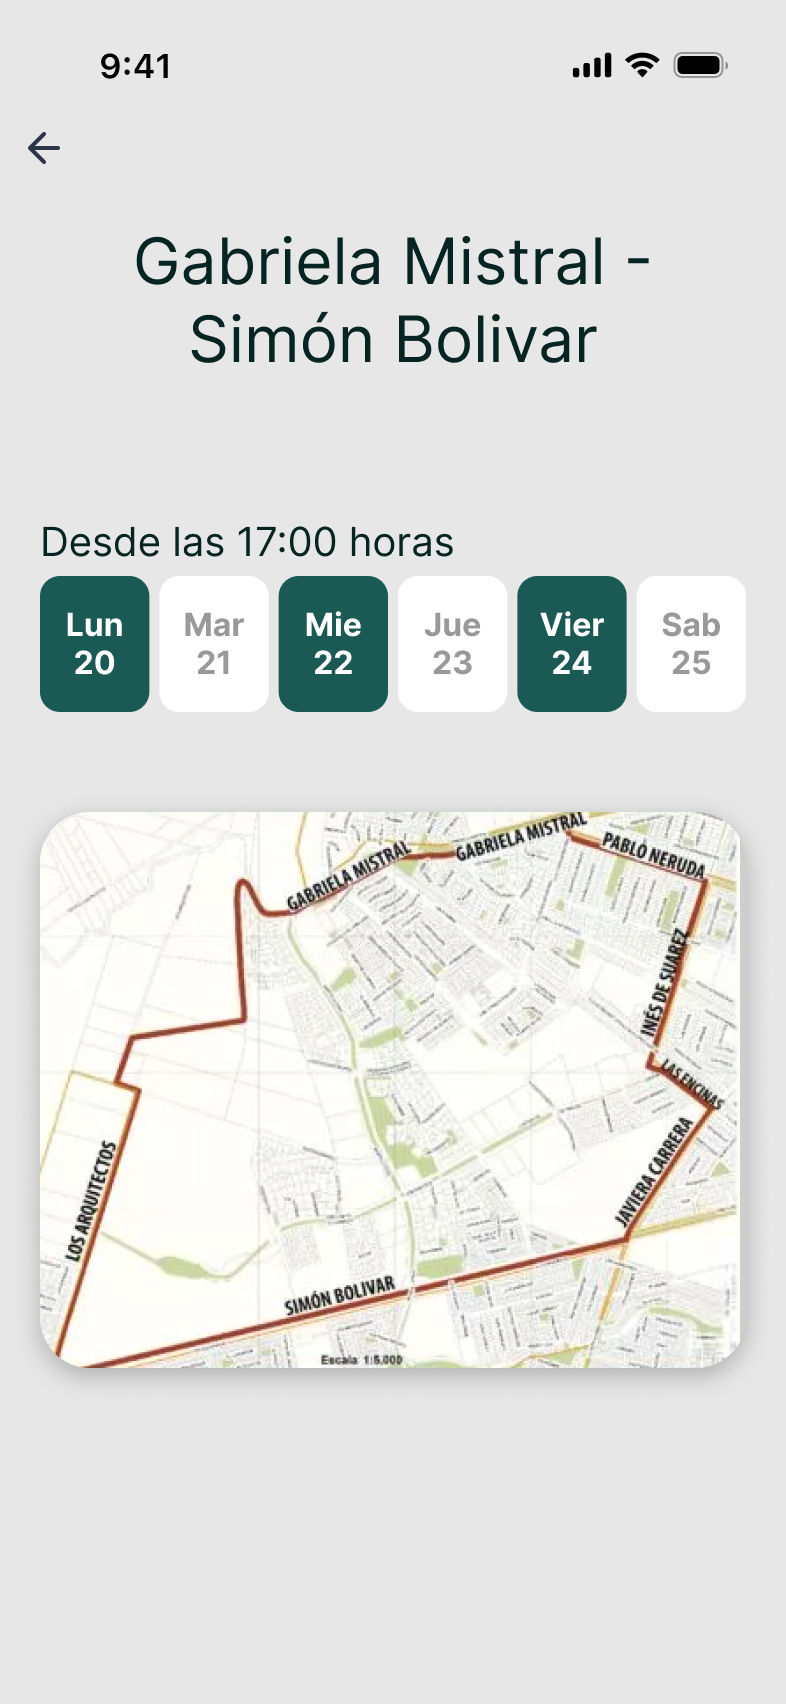 9:41
Gabriela Mistral -
Simón Bolivar
Desde las 17:00 horas
Lun
20
Mar
21
Mie
22
Jue
23
Vier
24
Sab
25
GABRIELA MISTRAL
GABRIELA MISTRAL
PABLO NERUDA
INÉS DE SUAREZ
LAS ENCINAS
JAVIERA CARRERA
LOS ARQUITECTOS
SIMÓN BOLIVAR
Escala 1:5.000